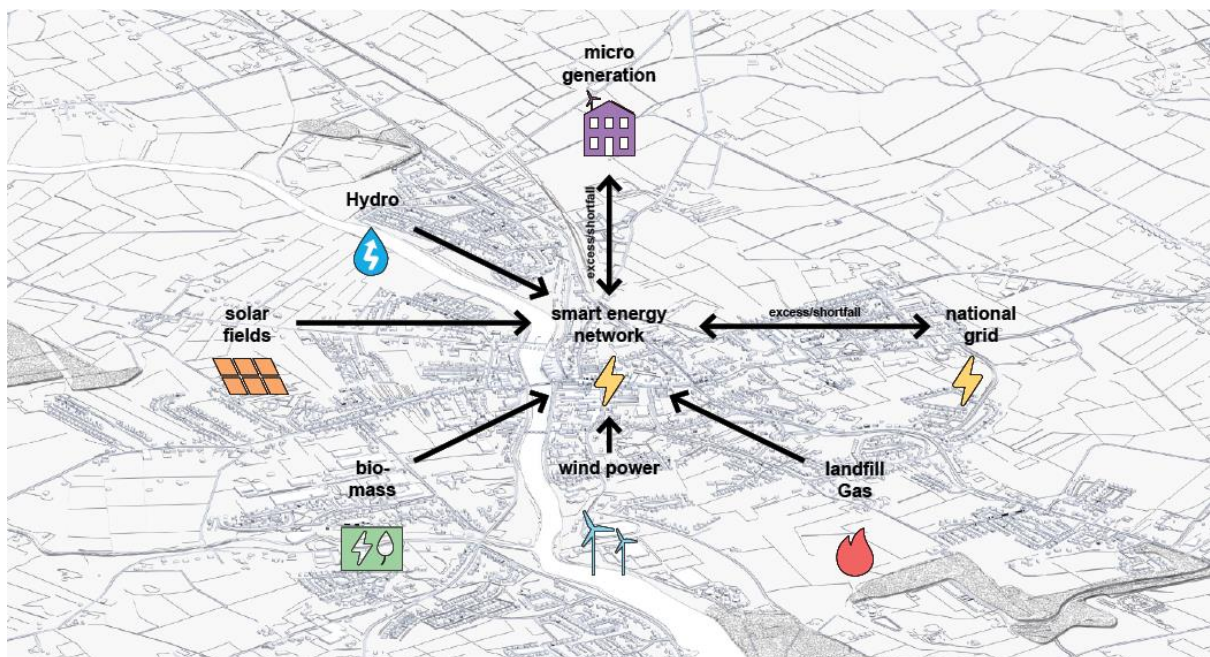 micro
generation
Hydro
excess/shortfall
solar
fields
smart energy
network
excess/shortfall
national
grid
bio-
mass
wind power
landfill
Gas